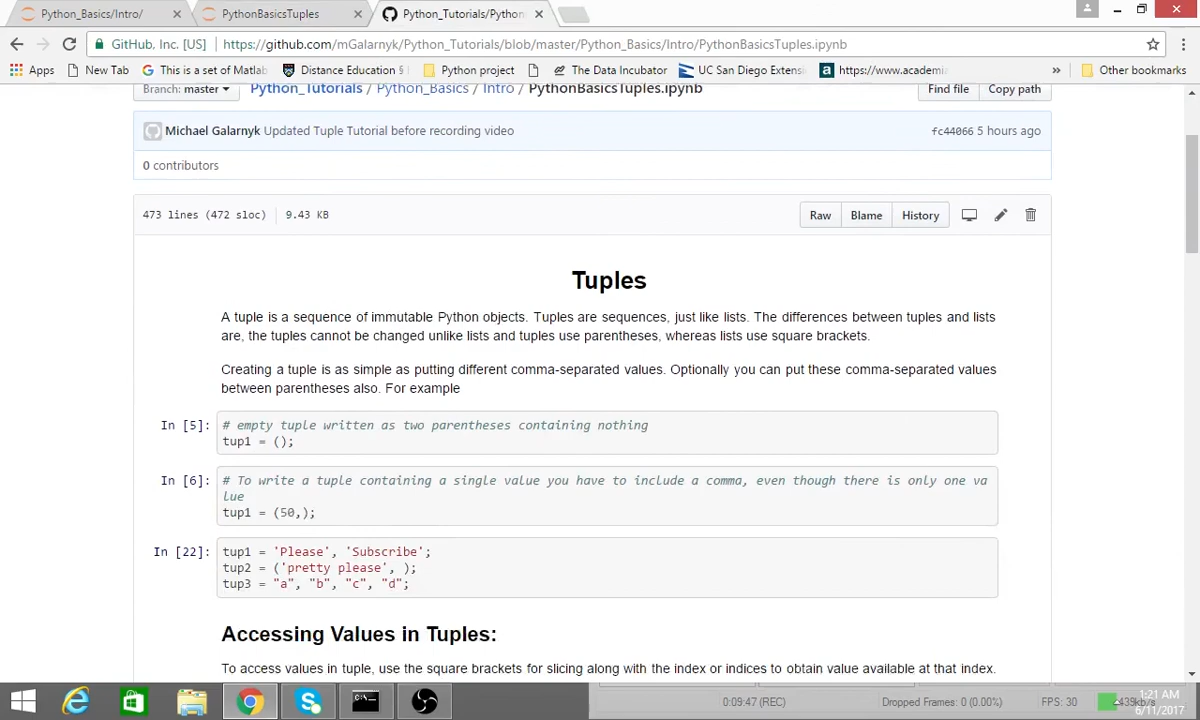 Python_Basics/Intro/
PythonBasicsTuples
Python_Tutorials/Python
GitHub, Inc. [US]
https://github.com/mGalarnyk/Python_Tutorials/blob/master/Python_Basics/Intro/PythonBasicsTuples.ipynb
Apps
New Tab
This is a set of Matlab
Distance Education §
Python project
The Data Incubator
UC San Diego Extensi
https://www.academi
»
Other bookmarks
Branch: master
Python_Tutorials / Python_Basics / Intro / PythonBasicsTuples.ipynb
Find file
Copy path
Michael Galarnyk Updated Tuple Tutorial before recording video
fc44066 5 hours ago
0 contributors
473 lines (472 sloc)
9.43 KB
Raw
Blame
History
Tuples
A tuple is a sequence of immutable Python objects. Tuples are sequences, just like lists. The differences between tuples and lists
are, the tuples cannot be changed unlike lists and tuples use parentheses, whereas lists use square brackets.
Creating a tuple is as simple as putting different comma-separated values. Optionally you can put these comma-separated values
between parentheses also. For example
In [5]:
# empty tuple written as two parentheses containing nothing
tup1 = ();
In [6]:
# To write a tuple containing a single value you have to include a comma, even though there is only one va
lue
tup1 = (50,);
In [22]:
tup1 = 'Please', 'Subscribe';
tup2 = ('pretty please', );
tup3 = "a", "b", "c", "d";
Accessing Values in Tuples:
To access values in tuple, use the square brackets for slicing along with the index or indices to obtain value available at that index.
0:09:47 (REC)
Dropped Frames: 0 (0.00%)
FPS: 30
439kb/s
1:21 AM
6/11/2017